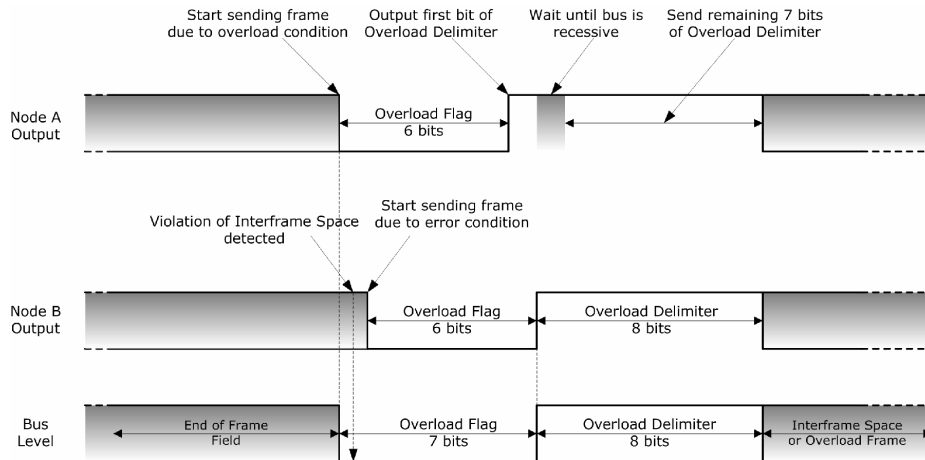 Start sending frame
due to overload condition
Output first bit of
Overload Delimiter
Wait until bus is
recessive
Send remaining 7 bits
of Overload Delimiter
Node A
Output
Overload Flag
6 bits
Violation of Interframe Space
detected
Start sending frame
due to error condition
Node B
Output
Overload Flag
6 bits
Overload Delimiter
8 bits
Bus
Level
End of Frame
Field
Overload Flag
7 bits
Overload Delimiter
8 bits
Interframe Space
or Overload Frame